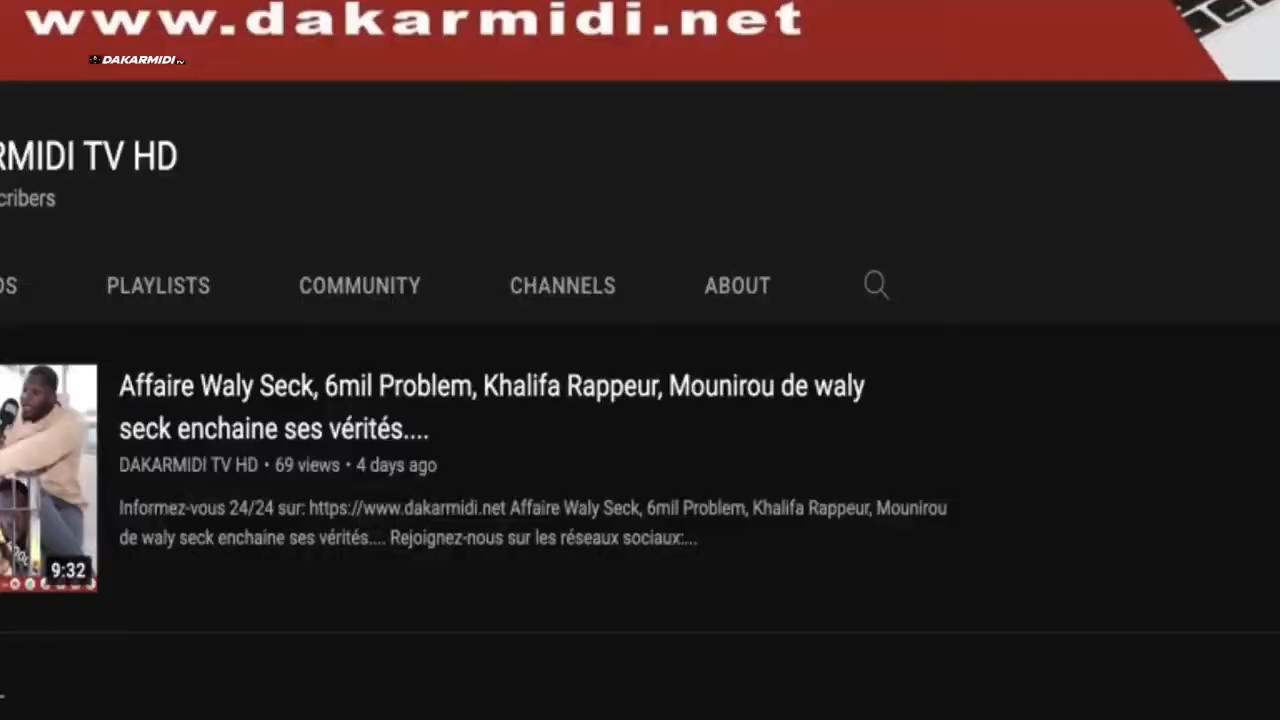 www.dakarmidi.net
DAKARMIDI TV
RMIDI TV HD
cribers
DS
PLAYLISTS
COMMUNITY
CHANNELS
ABOUT
Affaire Waly Seck, 6mil Problem, Khalifa Rappeur, Mounirou de waly
seck enchaine ses vérités....
DAKARMIDI TV HD • 69 views • 4 days ago
Informez-vous 24/24 sur: https://www.dakarmidi.net Affaire Waly Seck, 6mil Problem, Khalifa Rappeur, Mounirou
de waly seck enchaine ses vérités.... Rejoignez-nous sur les réseaux sociaux:...
9:32